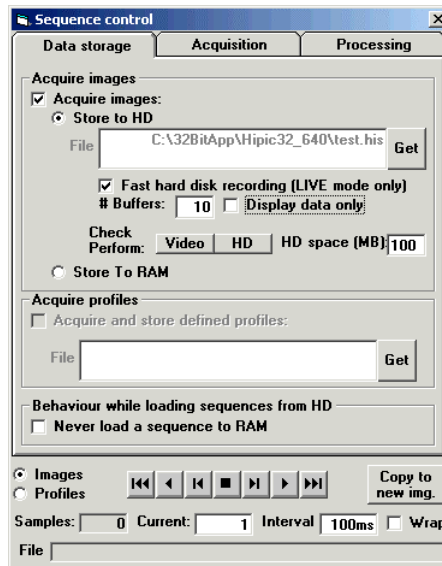 Sequence control
Data storage Acquisition Processing
Acquire images
Acquire images:
Store to HD
File C:\32BitApp\Hipic32_640\test.his Get
Fast hard disk recording (LIVE mode only)
# Buffers: 10 Display data only
Check
Perform: Video HD HD space (MB): 100
Store To RAM
Acquire profiles
Acquire and store defined profiles:
File Get
Behaviour while loading sequences from HD
Never load a sequence to RAM
Images
Profiles
Copy to
new img.
Samples: 0 Current: 1 Interval 100ms Wrap
File